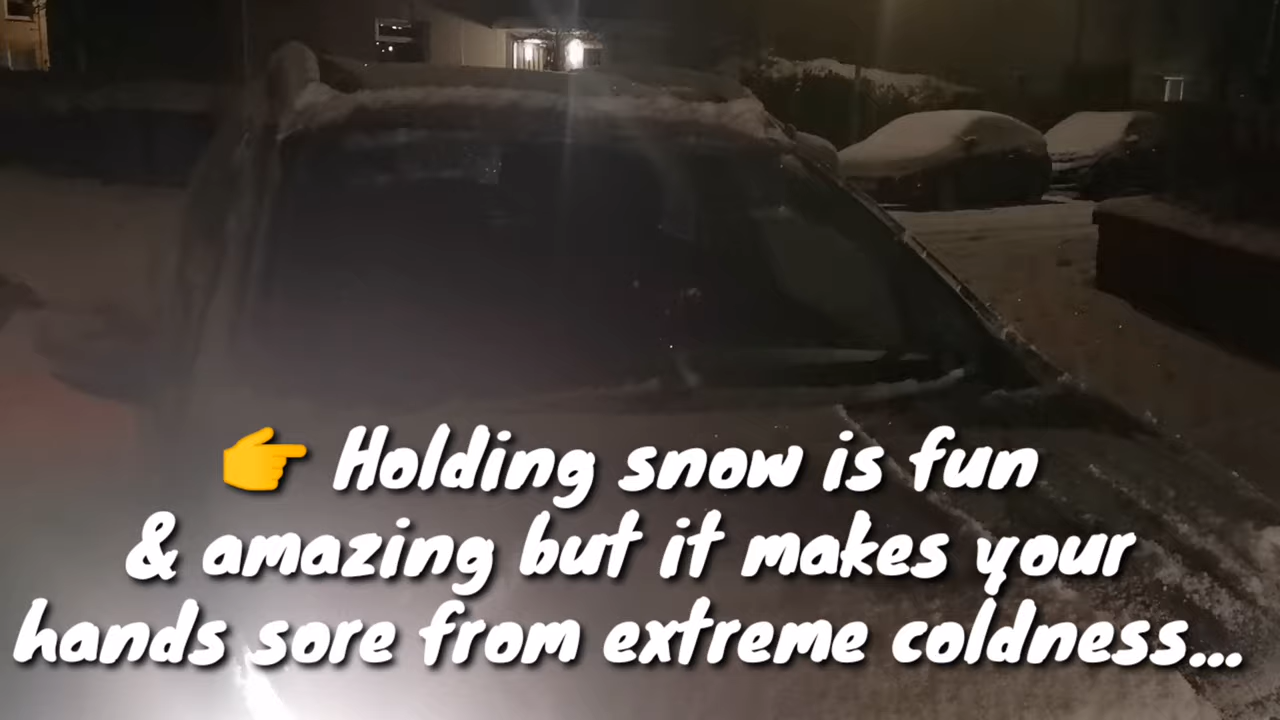 👉 Holding snow is fun
& amazing but it makes your
hands sore from extreme coldness...